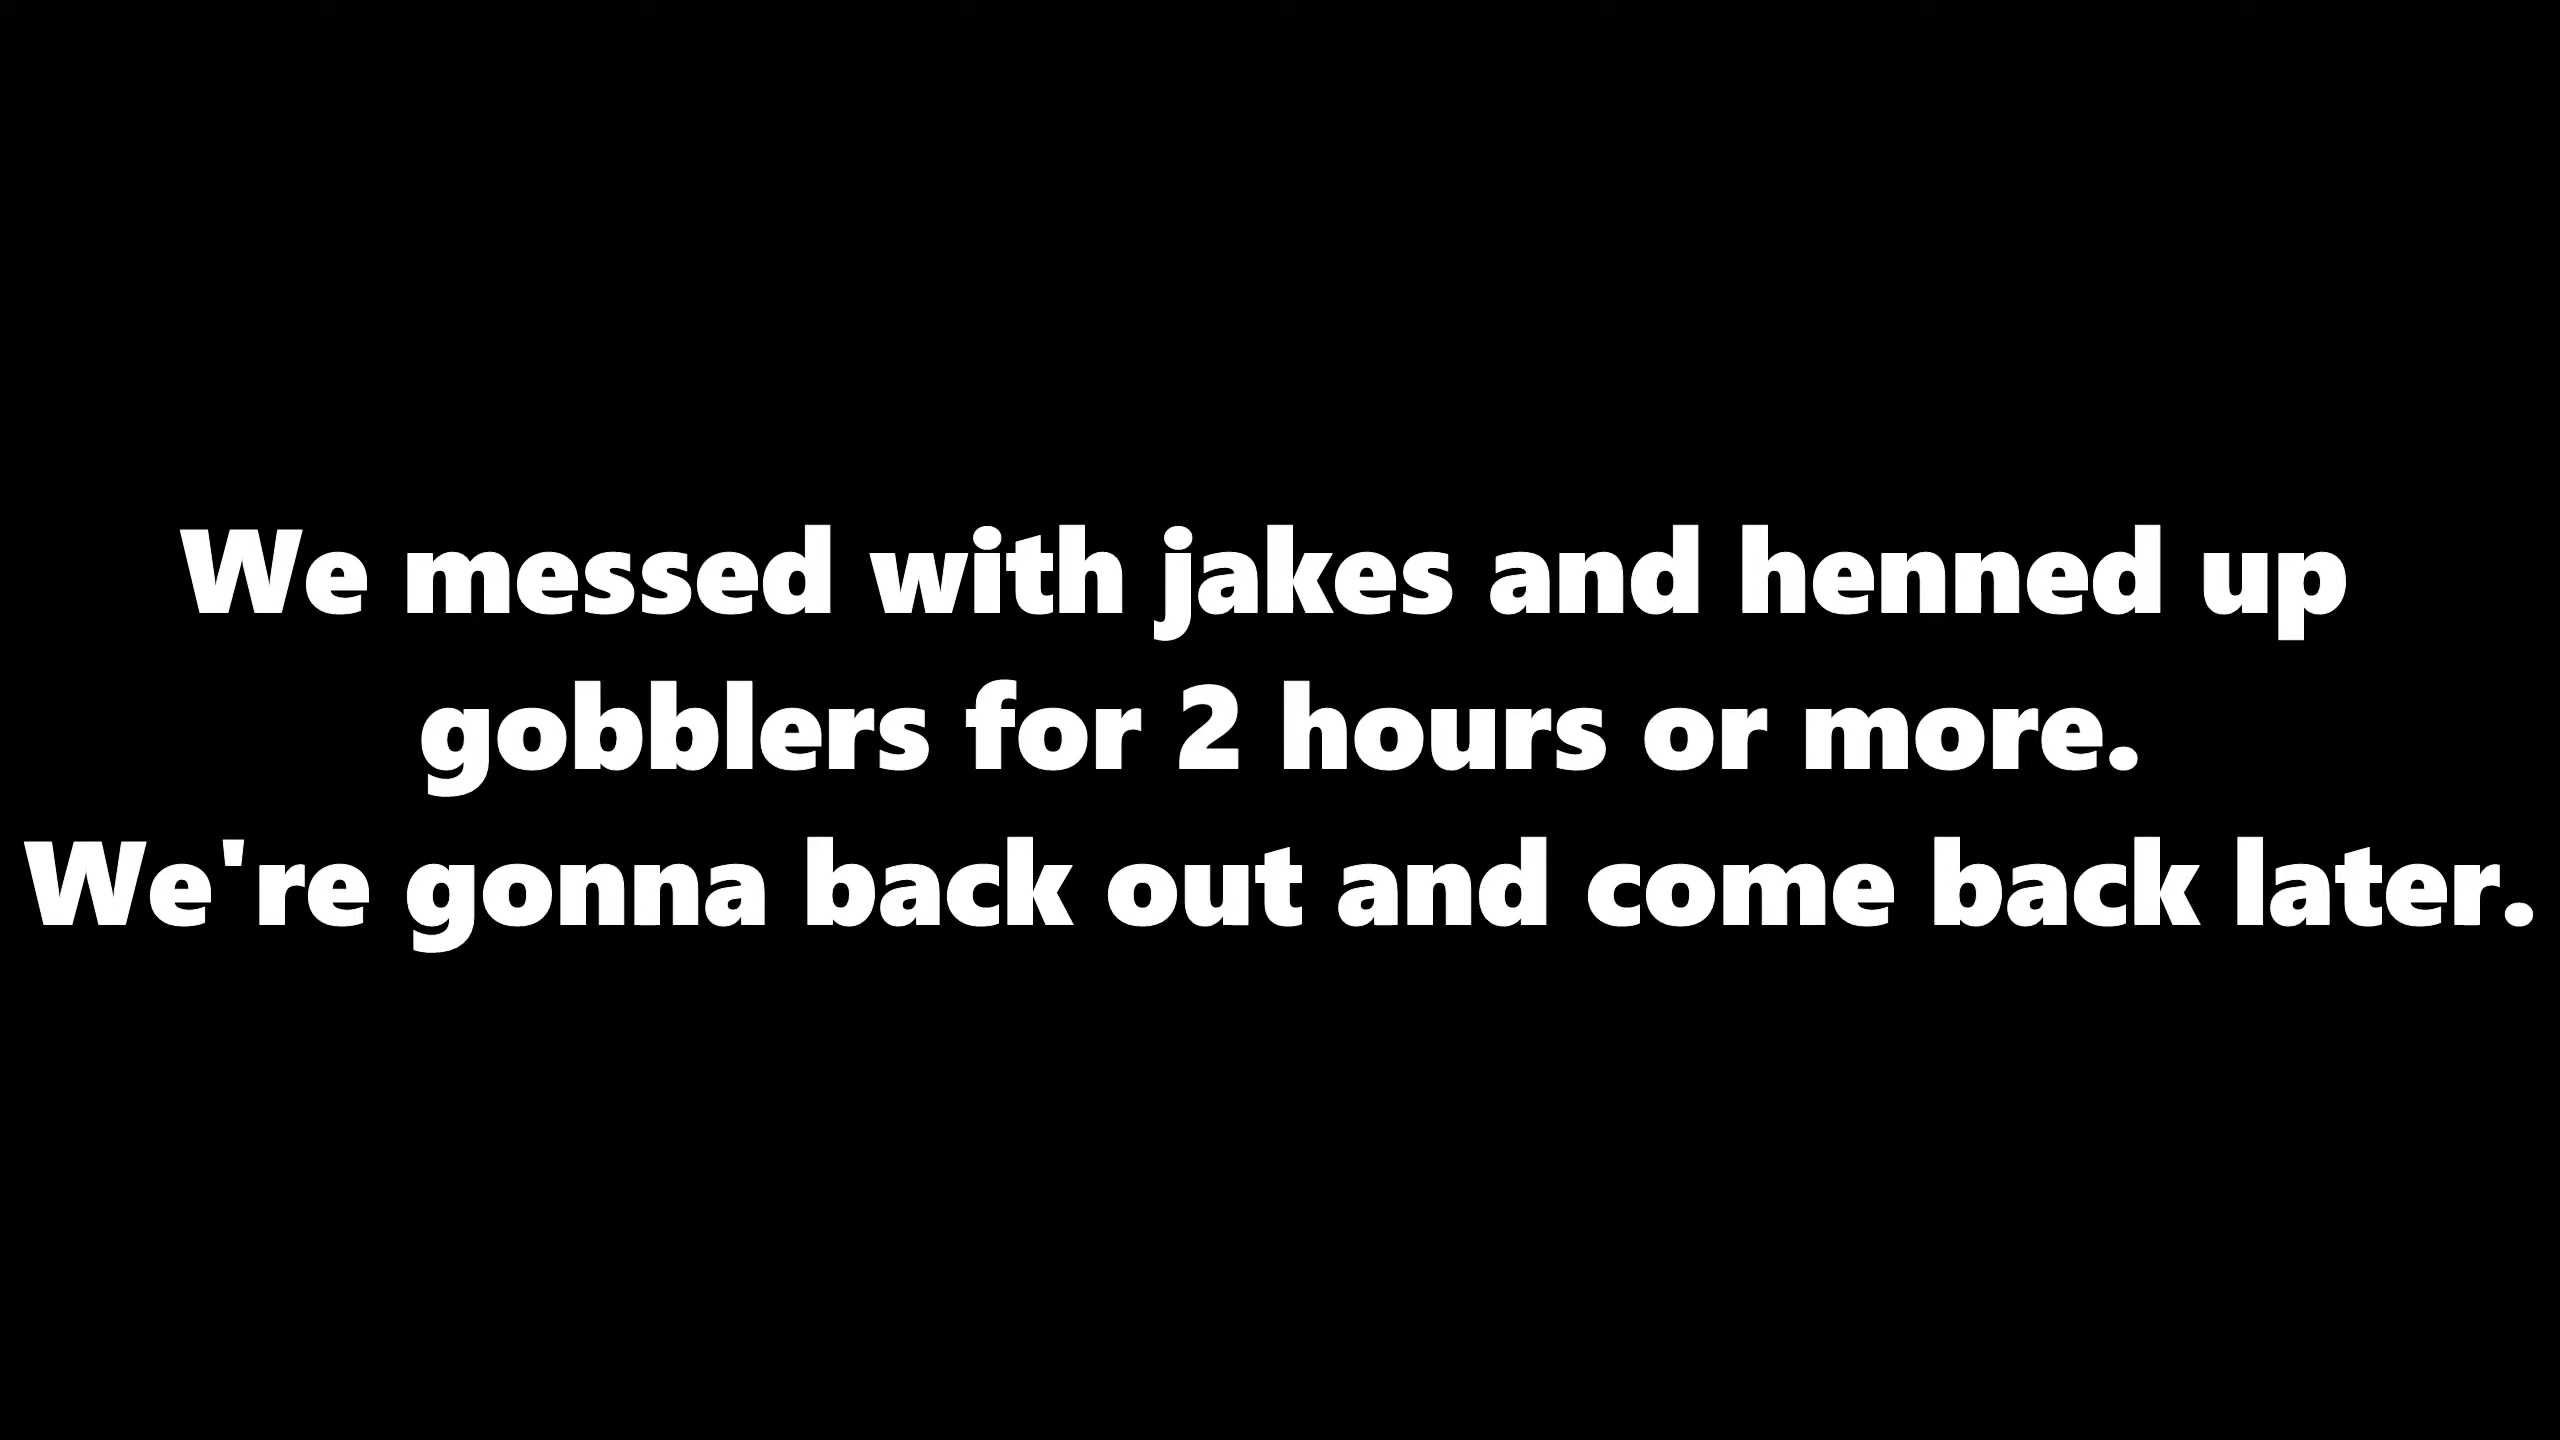 We messed with jakes and henned up
gobblers for 2 hours or more.
We're gonna back out and come back later.